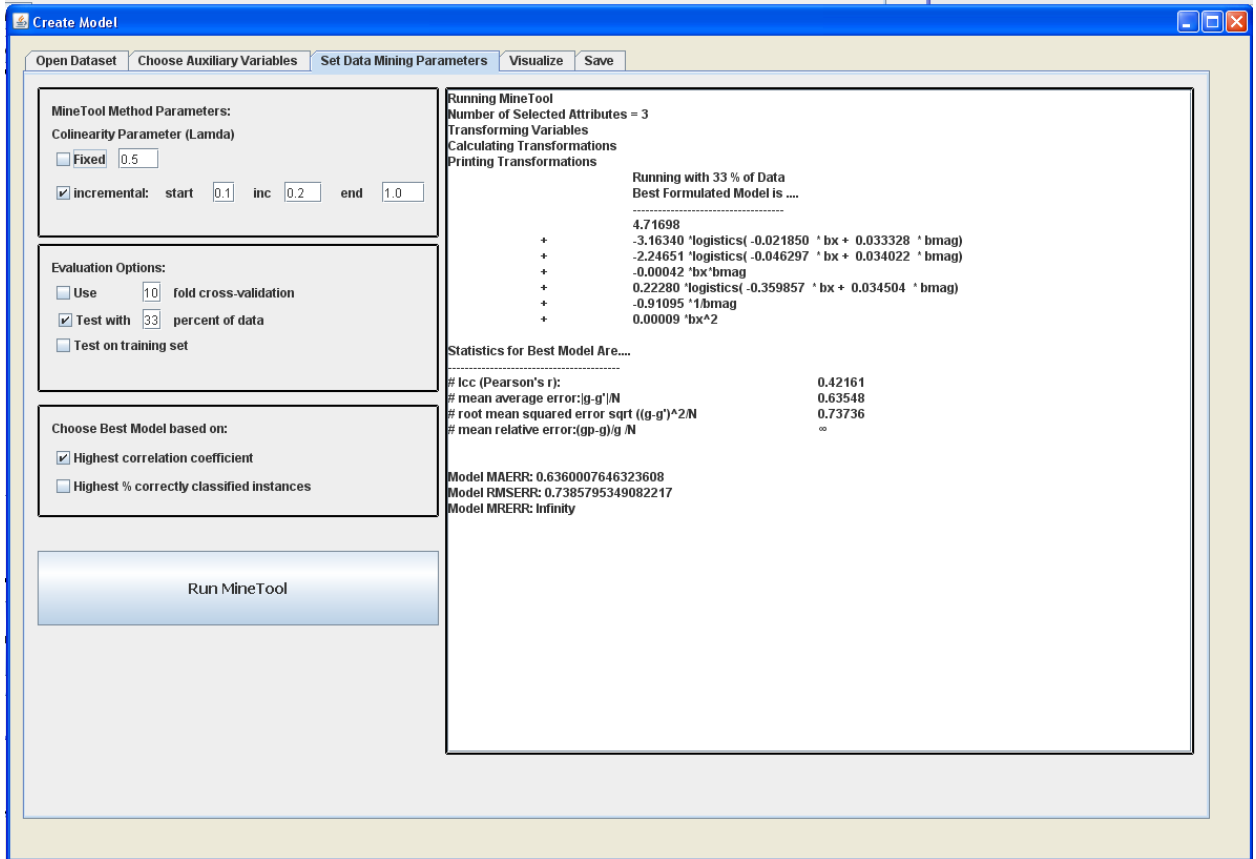 Create Model
Open Dataset Choose Auxiliary Variables Set Data Mining Parameters Visualize Save
MineTool Method Parameters:
Colinearity Parameter (Lamda)
Fixed 0.5
incremental: start 0.1 inc 0.2 end 1.0
Evaluation Options:
Use 10 fold cross-validation
Test with 33 percent of data
Test on training set
Choose Best Model based on:
Highest correlation coefficient
Highest % correctly classified instances
Run MineTool
Running MineTool
Number of Selected Attributes = 3
Transforming Variables
Calculating Transformations
Printing Transformations
Running with 33 % of Data
Best Formulated Model is ....
------------------------------------
4.71698
+ -3.16340 *logistics( -0.021850 * bx + 0.033328 * bmag)
+ -2.24651 *logistics( -0.046297 * bx + 0.034022 * bmag)
+ -0.00042 *bx*bmag
+ 0.22280 *logistics( -0.359857 * bx + 0.034504 * bmag)
+ -0.91095 *1/bmag
+ 0.00009 *bx^2
Statistics for Best Model Are....
-----------------------------------------
# lcc (Pearson's r): 0.42161
# mean average error:|g-g'|/N 0.63548
# root mean squared error sqrt ((g-g')^2/N 0.73736
# mean relative error:(gp-g)/g /N ∞
Model MAERR: 0.6360007646323608
Model RMSERR: 0.7385795349082217
Model MRERR: Infinity